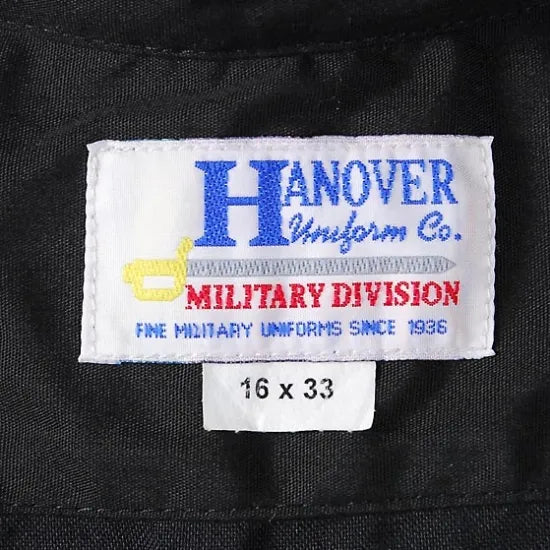 HANOVER
Uniform Co.
MILITARY DIVISION
FINE MILITARY UNIFORMS SINCE 1936
16 x 33